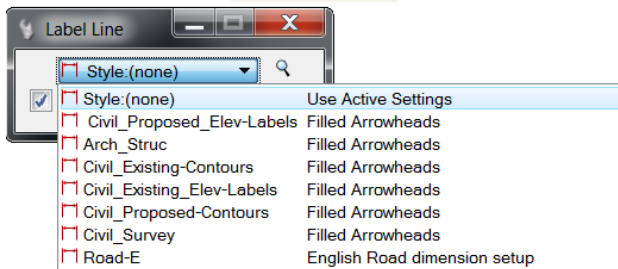 Label Line
Style:(none)
Style:(none) Use Active Settings
Civil_Proposed_Elev-Labels Filled Arrowheads
Arch_Struc Filled Arrowheads
Civil_Existing-Contours Filled Arrowheads
Civil_Existing_Elev-Labels Filled Arrowheads
Civil_Proposed-Contours Filled Arrowheads
Civil_Survey Filled Arrowheads
Road-E English Road dimension setup